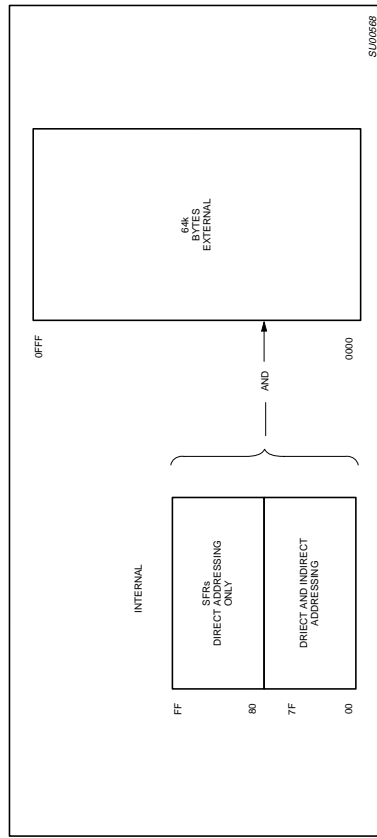 INTERNAL
FF
SFRs
DIRECT ADDRESSING
ONLY
80
7F
DRIECT AND INDIRECT
ADDRESSING
00
AND
0FFF
64k
BYTES
EXTERNAL
0000
SU00568